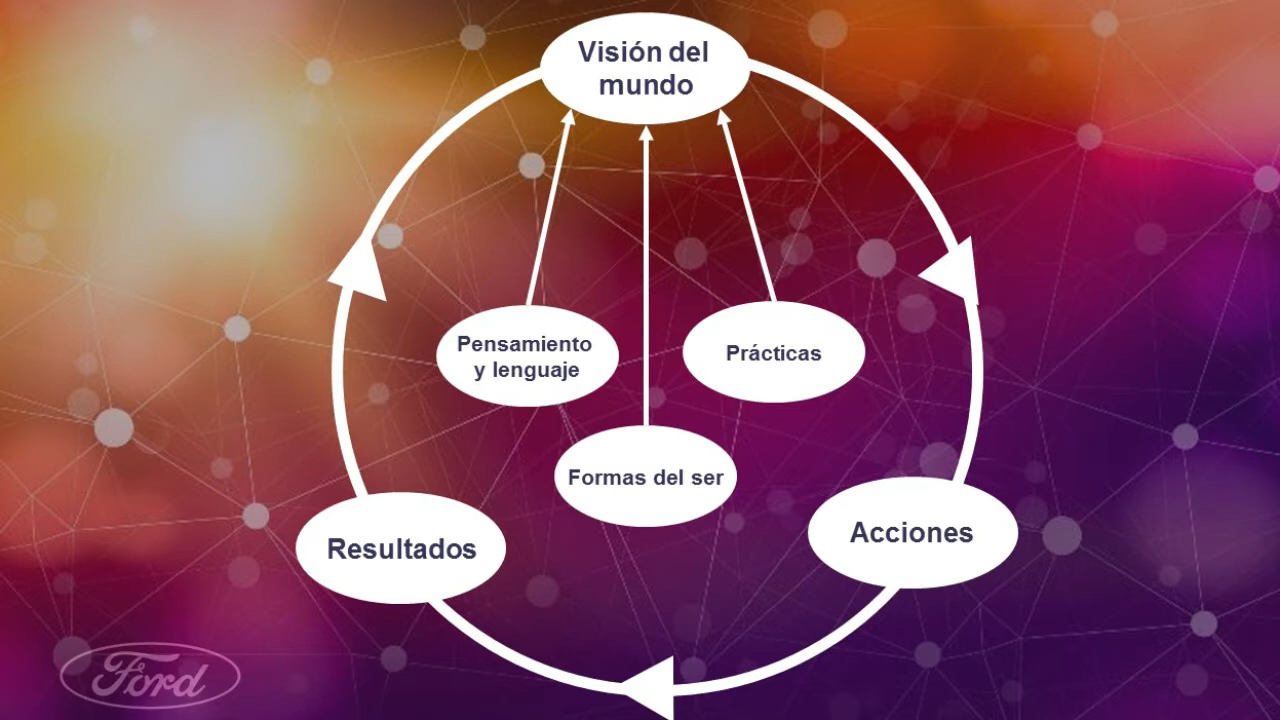 Visión del
mundo
Pensamiento
y lenguaje
Prácticas
Formas del ser
Resultados
Acciones
Ford